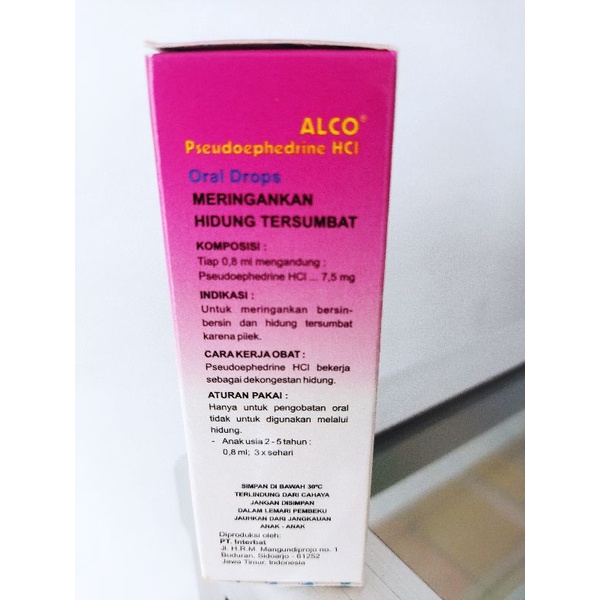 ALCO®
Pseudoephedrine HCl
Oral Drops
MERINGANKAN
HIDUNG TERSUMBAT
KOMPOSISI :
Tiap 0,8 ml mengandung :
Pseudoephedrine HCl ... 7,5 mg
INDIKASI :
Untuk meringankan bersin-
bersin dan hidung tersumbat
karena pilek.
CARA KERJA OBAT :
Pseudoephedrine HCl bekerja
sebagai dekongestan hidung.
ATURAN PAKAI :
Hanya untuk pengobatan oral
tidak untuk digunakan melalui
hidung.
- Anak usia 2 - 5 tahun :
0,8 ml; 3 x sehari
SIMPAN DI BAWAH 30°C
TERLINDUNG DARI CAHAYA
JANGAN DISIMPAN
DALAM LEMARI PEMBEKU
JAUHKAN DARI JANGKAUAN
ANAK - ANAK
Diproduksi oleh:
PT. Interbat
Jl. H.R.M. Mangundiprojo no. 1
Buduran, Sidoarjo - 61252
Jawa Timur, Indonesia